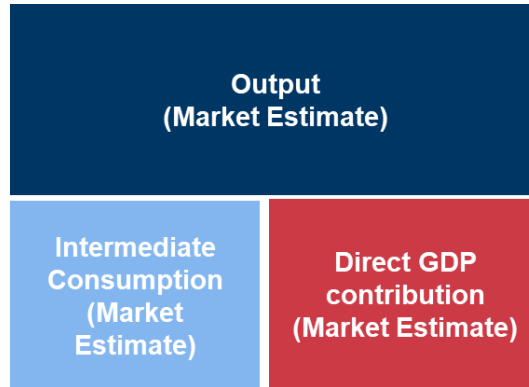 Output
(Market Estimate)
Intermediate
Consumption
(Market
Estimate)
Direct GDP
contribution
(Market Estimate)